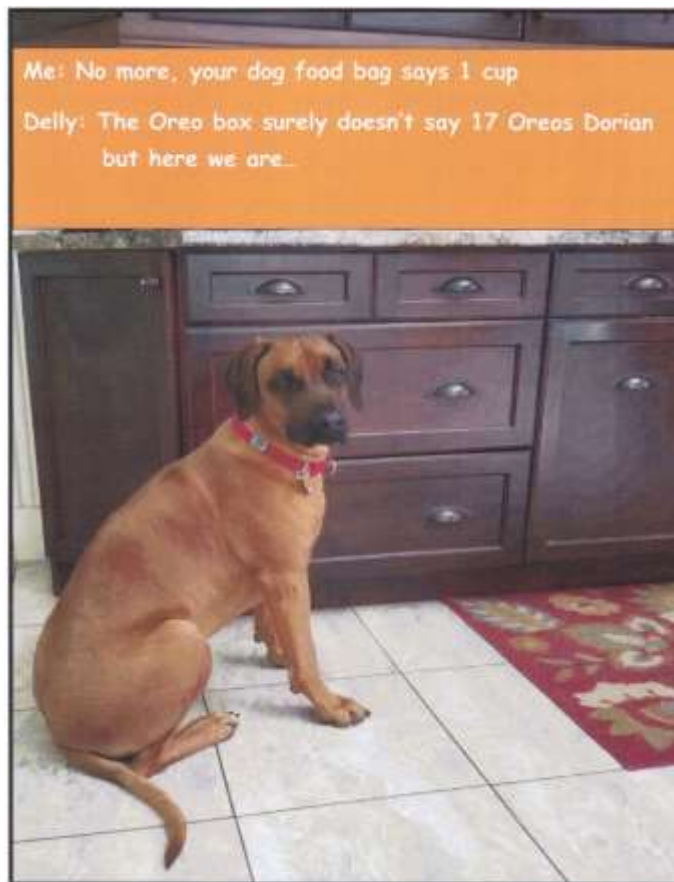 Me: No more, your dog food bag says 1 cup
Delly: The Oreo box surely doesn't say 17 Oreos Dorian
but here we are…